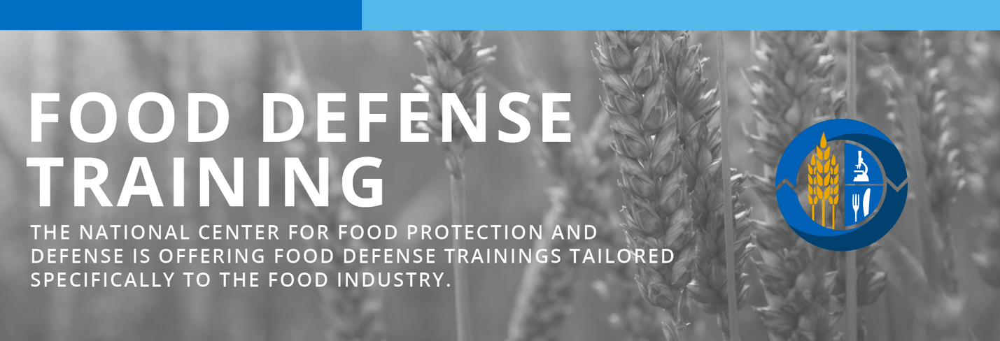 FOOD DEFENSE
TRAINING
THE NATIONAL CENTER FOR FOOD PROTECTION AND
DEFENSE IS OFFERING FOOD DEFENSE TRAININGS TAILORED
SPECIFICALLY TO THE FOOD INDUSTRY.